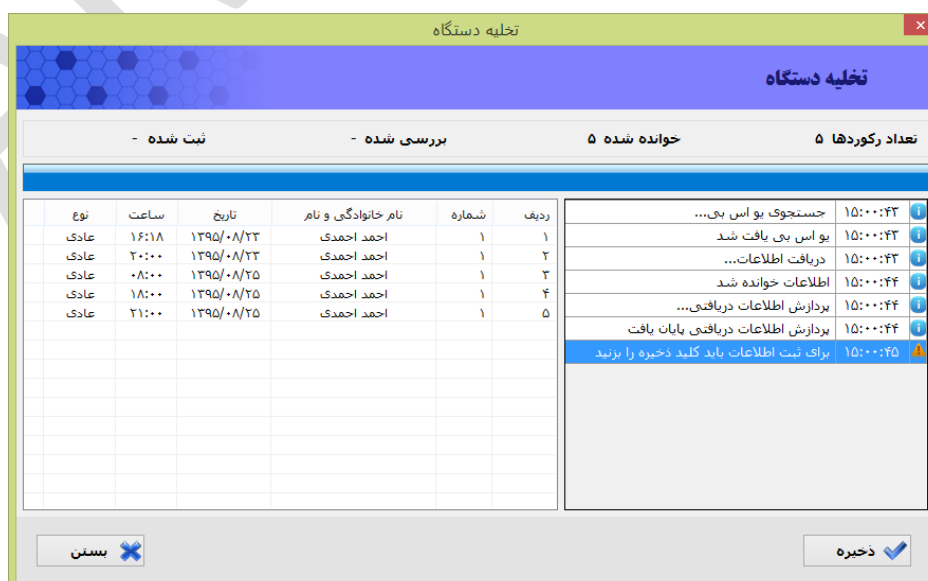 تخلیه دستگاه
تخلیه دستگاه
تعداد رکوردها ۵ خوانده شده ۵ بررسی شده - ثبت شده -
۱۵:۰۰:۴۳ جستجوی یو اس بی...
۱۵:۰۰:۴۳ یو اس بی یافت شد
۱۵:۰۰:۴۳ دریافت اطلاعات...
۱۵:۰۰:۴۴ اطلاعات خوانده شد
۱۵:۰۰:۴۴ پردازش اطلاعات دریافتی...
۱۵:۰۰:۴۴ پردازش اطلاعات دریافتی پایان یافت
۱۵:۰۰:۴۵ برای ثبت اطلاعات باید کلید ذخیره را بزنید
ردیف شماره نام خانوادگی و نام تاریخ ساعت نوع
۱ ۱ احمد احمدی ۱۳۹۵/۰۸/۲۳ ۱۶:۱۸ عادی
۲ ۱ احمد احمدی ۱۳۹۵/۰۸/۲۳ ۲۰:۰۰ عادی
۳ ۱ احمد احمدی ۱۳۹۵/۰۸/۲۵ ۰۸:۰۰ عادی
۴ ۱ احمد احمدی ۱۳۹۵/۰۸/۲۵ ۱۸:۰۰ عادی
۵ ۱ احمد احمدی ۱۳۹۵/۰۸/۲۵ ۲۱:۰۰ عادی
ذخیره
بستن